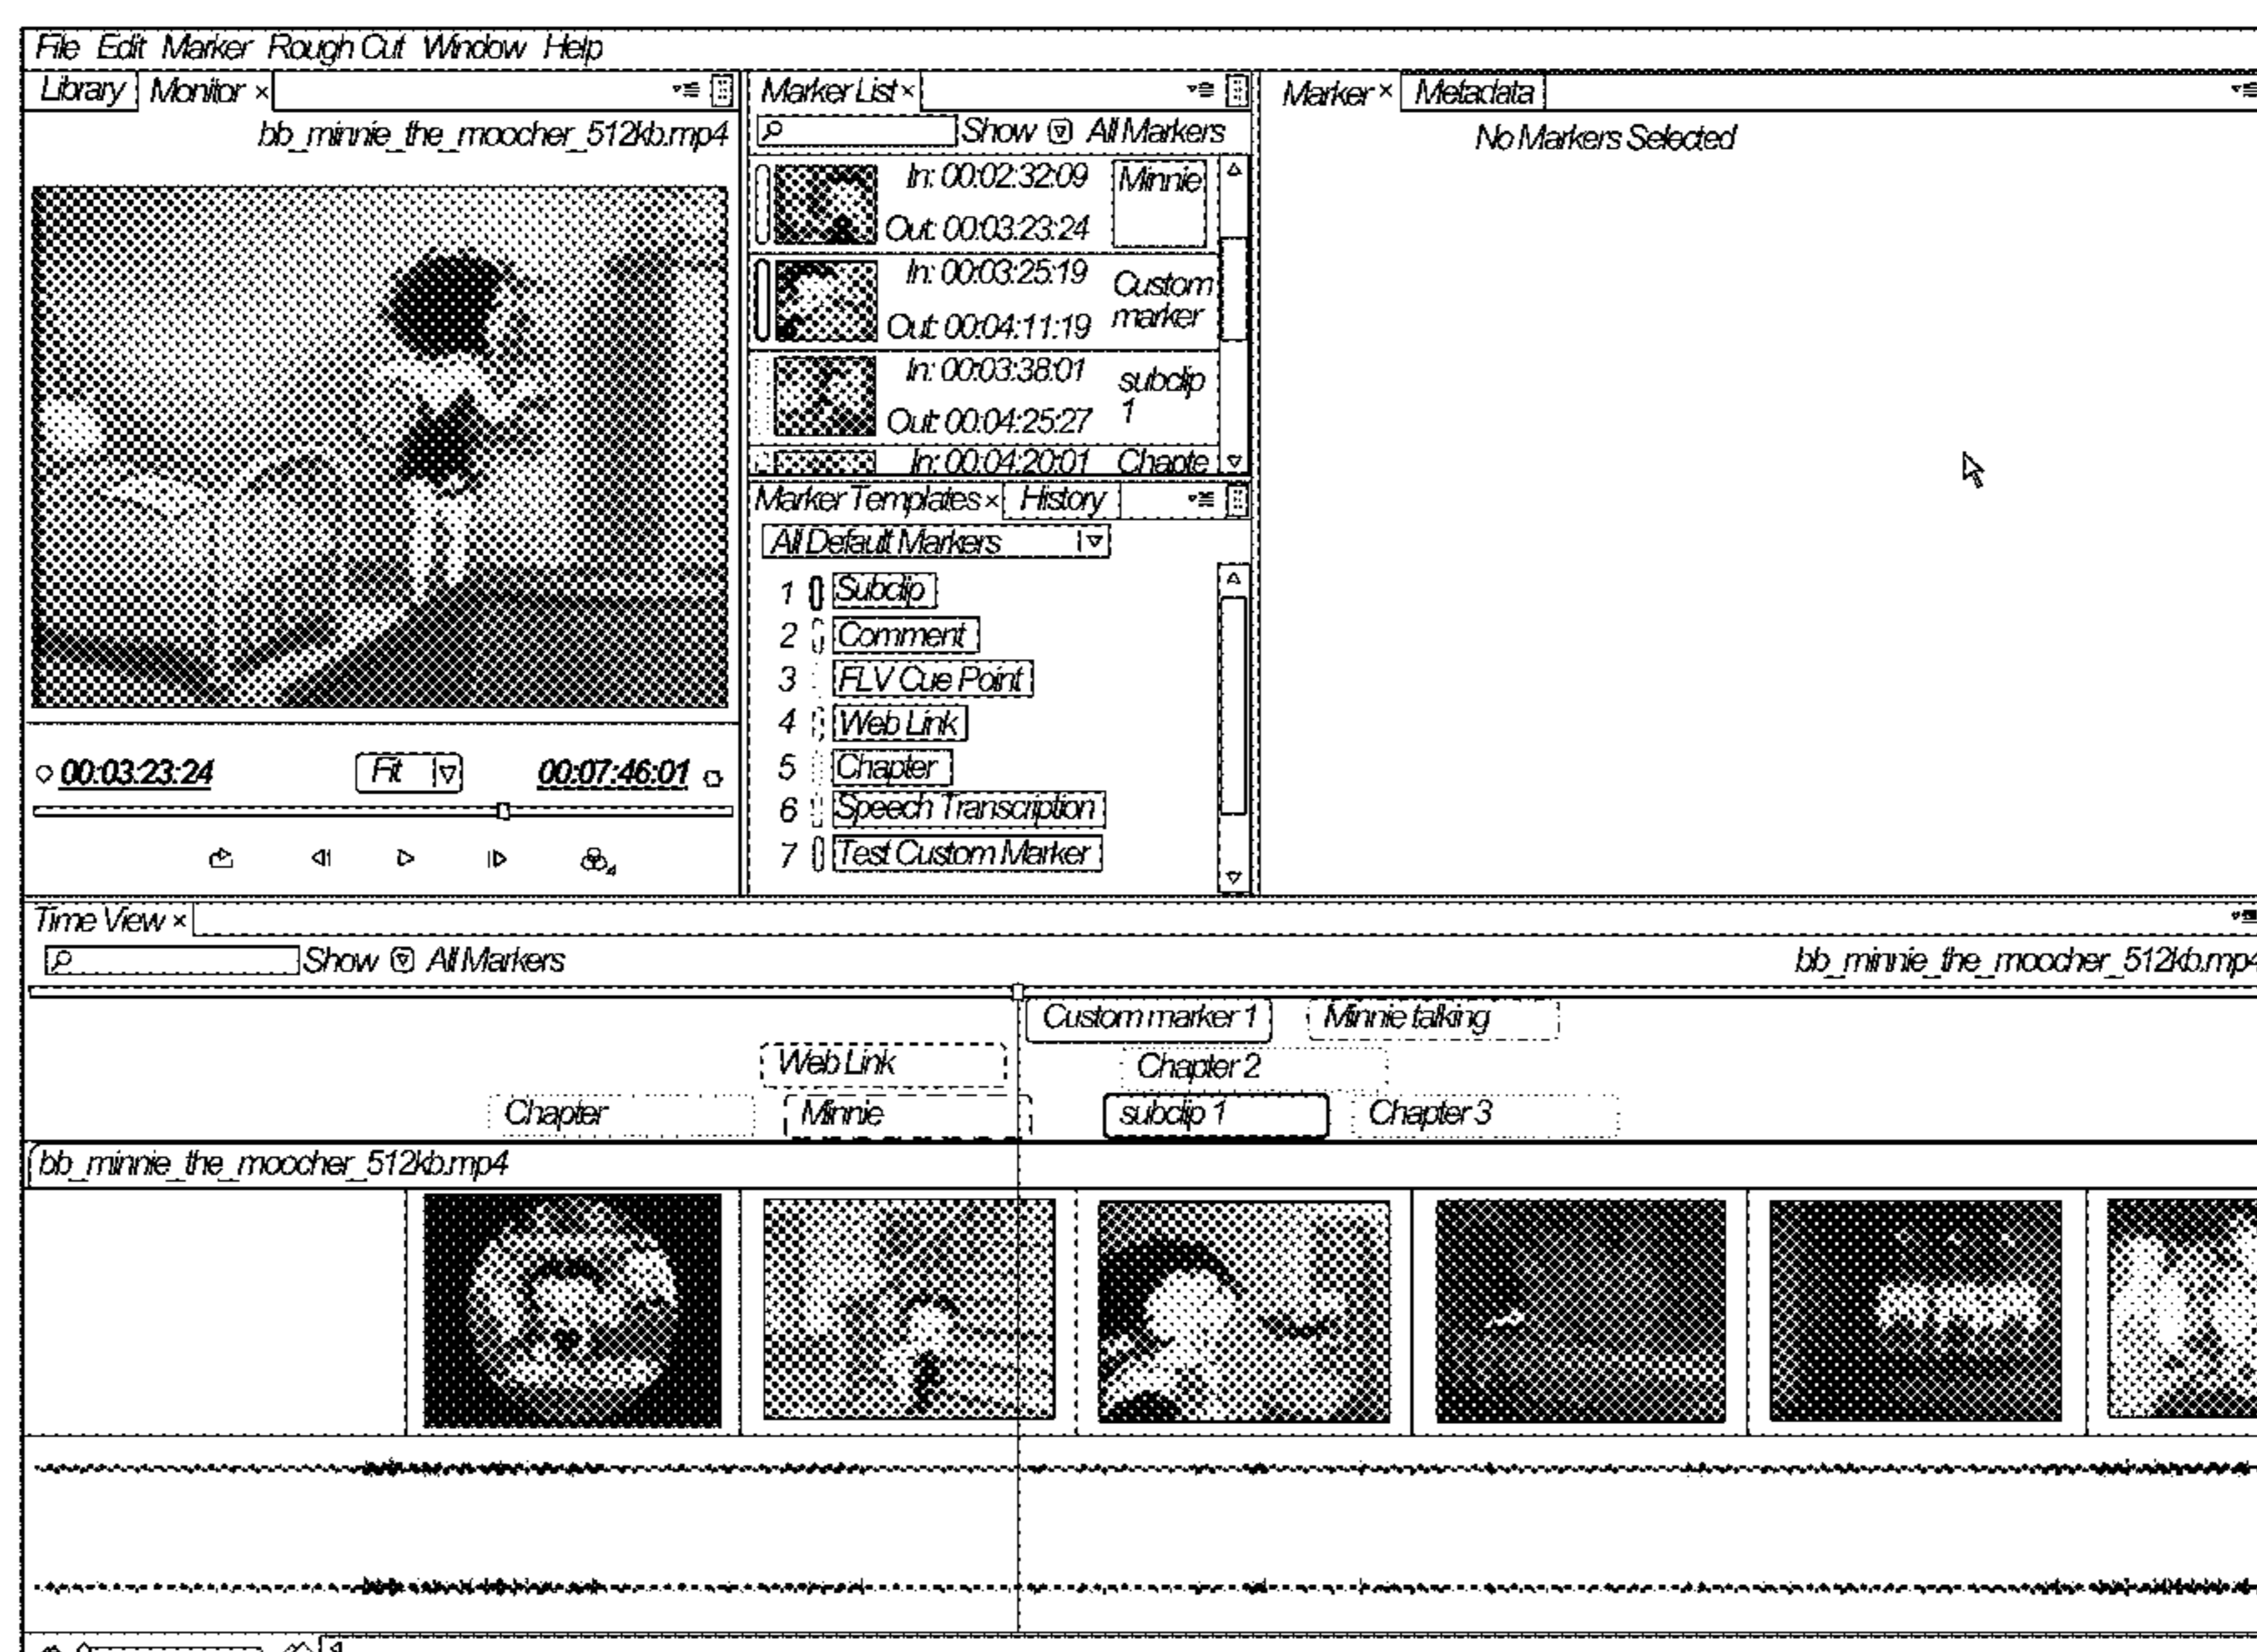 File Edit Marker Rough Cut Window Help
Library Monitor ×
bb_minnie_the_moocher_512kb.mp4
00:03:23:24 Fit 00:07:46:01
Marker List ×
Show All Markers
In: 00:02:32:09 Minnie
Out: 00:03:23:24
In: 00:03:25:19 Custom
Out: 00:04:11:19 marker
In: 00:03:38:01 subclip
Out: 00:04:25:27 1
In: 00:04:20:01 Chapte
Marker Templates × History
All Default Markers
1 Subclip
2 Comment
3 FLV Cue Point
4 Web Link
5 Chapter
6 Speech Transcription
7 Test Custom Marker
Marker × Metadata
No Markers Selected
Time View ×
Show All Markers bb_minnie_the_moocher_512kb.mp4
Custom marker 1 Minnie talking
Web Link Chapter 2
Chapter Minnie subclip 1 Chapter 3
bb_minnie_the_moocher_512kb.mp4